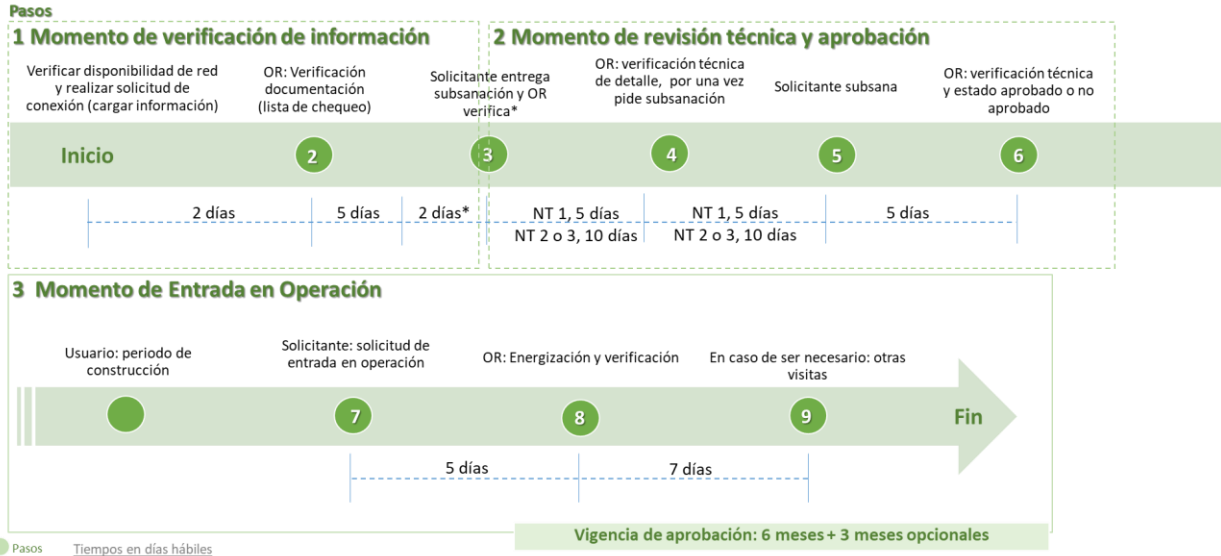 Pasos
1 Momento de verificación de información
Verificar disponibilidad de red
y realizar solicitud de
conexión (cargar información)
OR: Verificación
documentación
(lista de chequeo)
Solicitante entrega
subsanación y OR
verifica*
2 Momento de revisión técnica y aprobación
OR: verificación técnica
de detalle, por una vez
pide subsanación
Solicitante subsana
OR: verificación técnica
y estado aprobado o no
aprobado
Inicio
2
3
4
5
6
2 días
5 días
2 días*
NT 1, 5 días
NT 2 o 3, 10 días
NT 1, 5 días
NT 2 o 3, 10 días
5 días
3 Momento de Entrada en Operación
Usuario: periodo de
construcción
Solicitante: solicitud de
entrada en operación
OR: Energización y verificación
En caso de ser necesario: otras
visitas
7
8
9
Fin
5 días
7 días
Vigencia de aprobación: 6 meses + 3 meses opcionales
Pasos
Tiempos en días hábiles